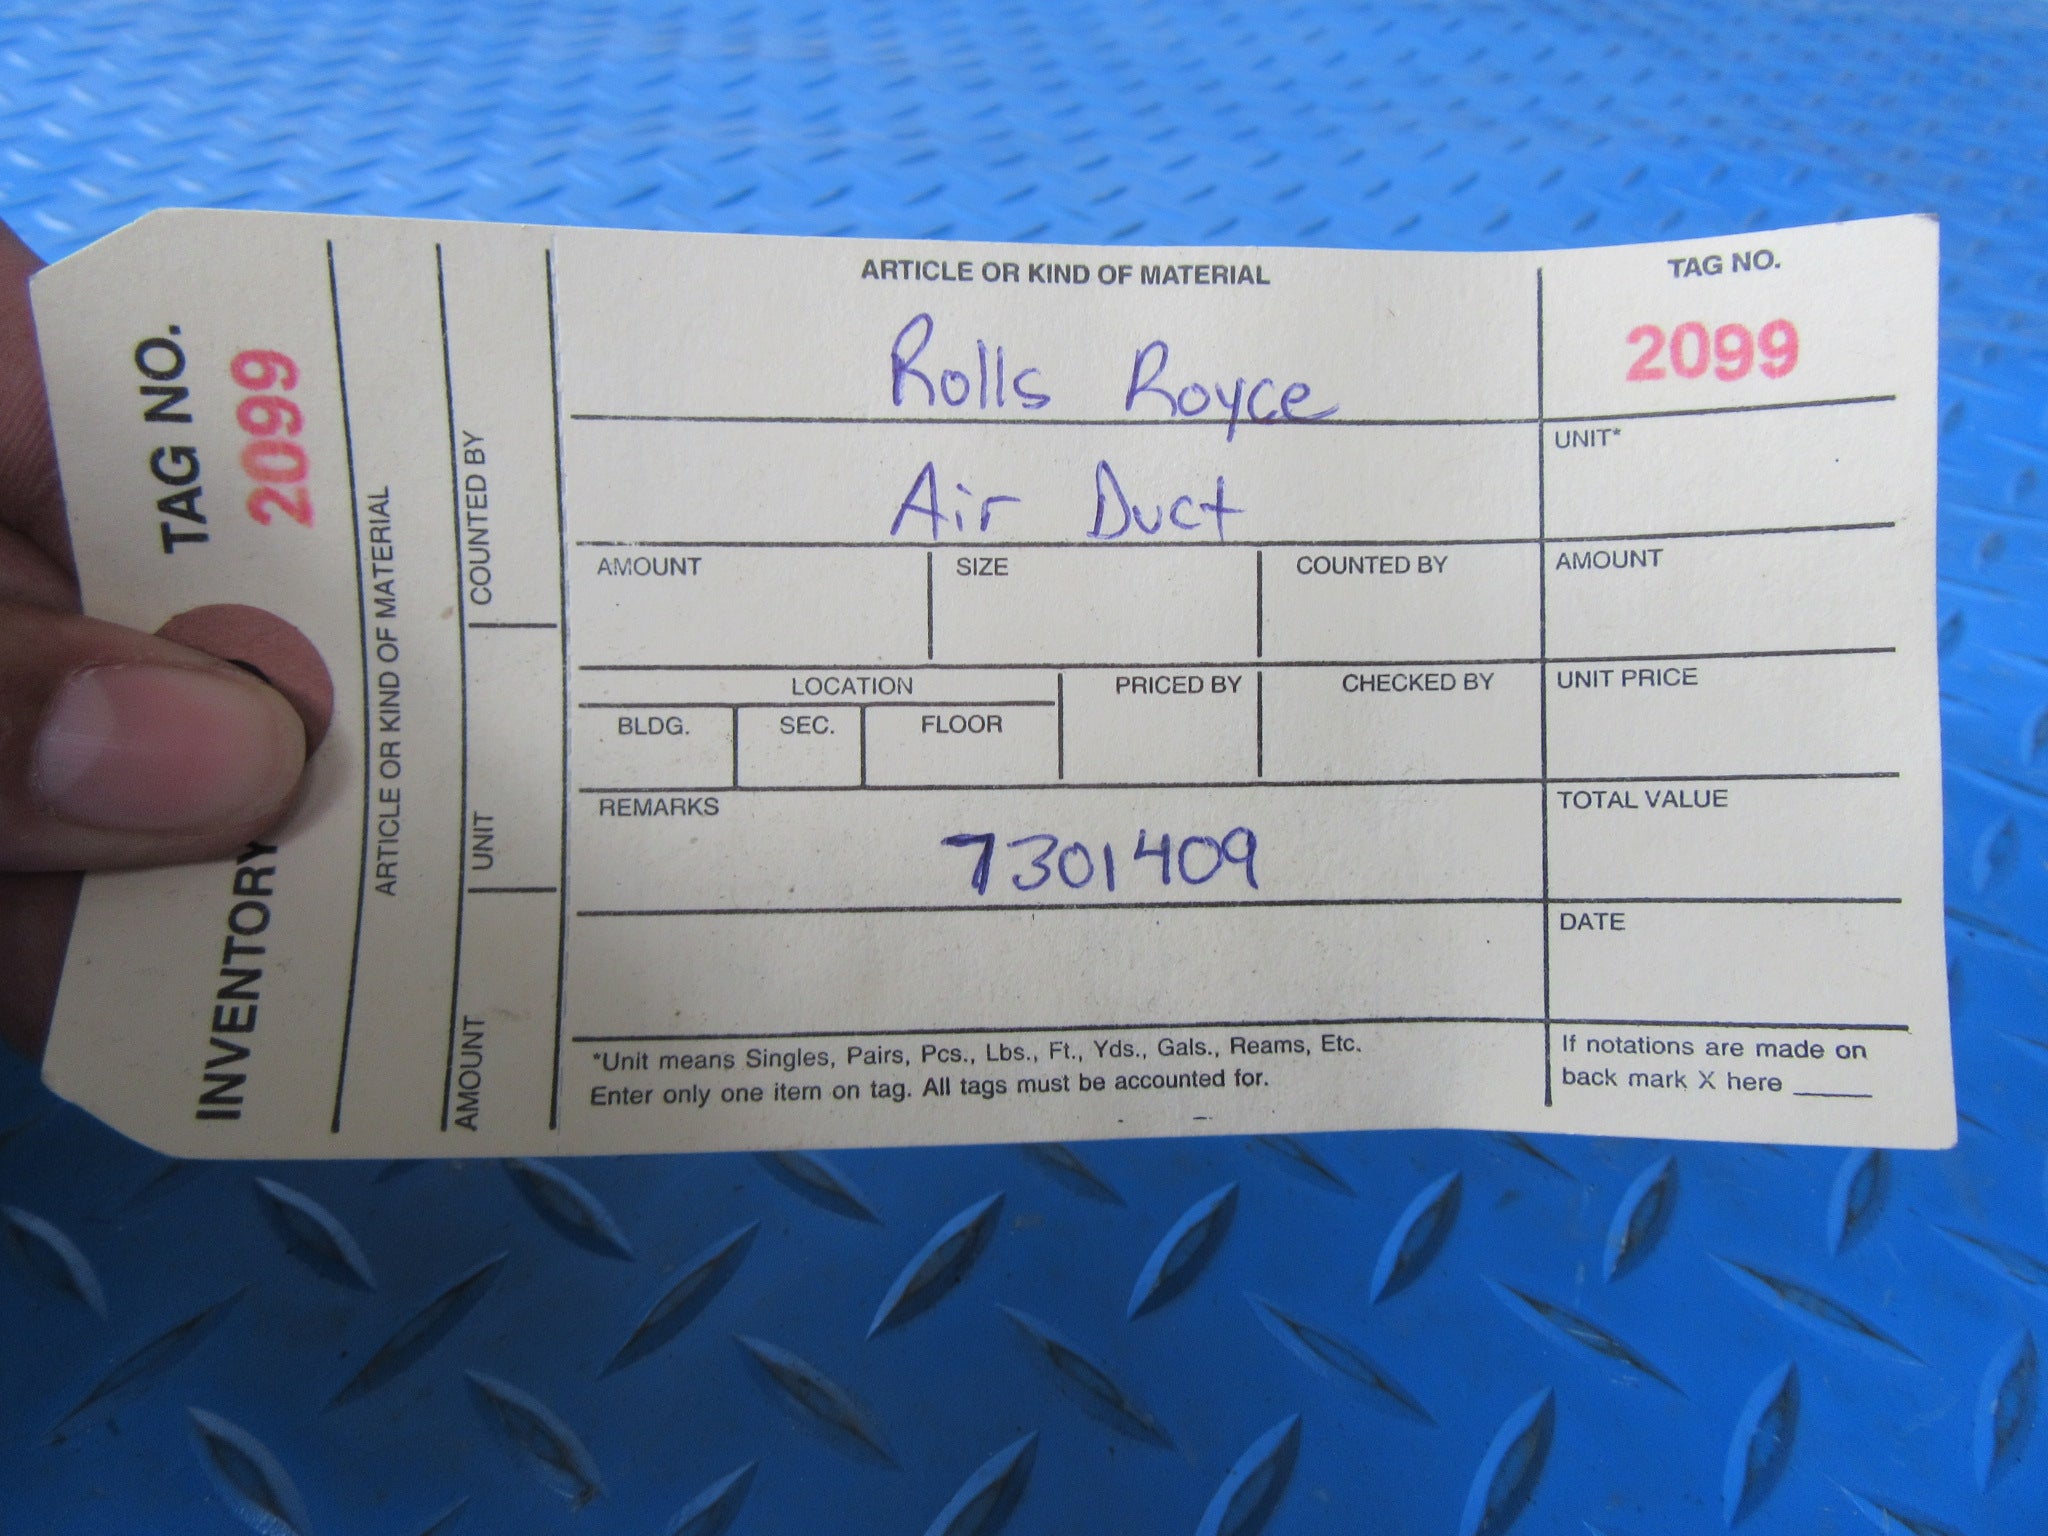 INVENTORY TAG NO.
2099
ARTICLE OR KIND OF MATERIAL
AMOUNT UNIT COUNTED BY
ARTICLE OR KIND OF MATERIAL
Rolls Royce
Air Duct
TAG NO.
2099
UNIT*
AMOUNT SIZE COUNTED BY AMOUNT
LOCATION PRICED BY CHECKED BY UNIT PRICE
BLDG. SEC. FLOOR
REMARKS TOTAL VALUE
7301409
DATE
*Unit means Singles, Pairs, Pcs., Lbs., Ft., Yds., Gals., Reams, Etc.
Enter only one item on tag. All tags must be accounted for.
If notations are made on
back mark X here ____